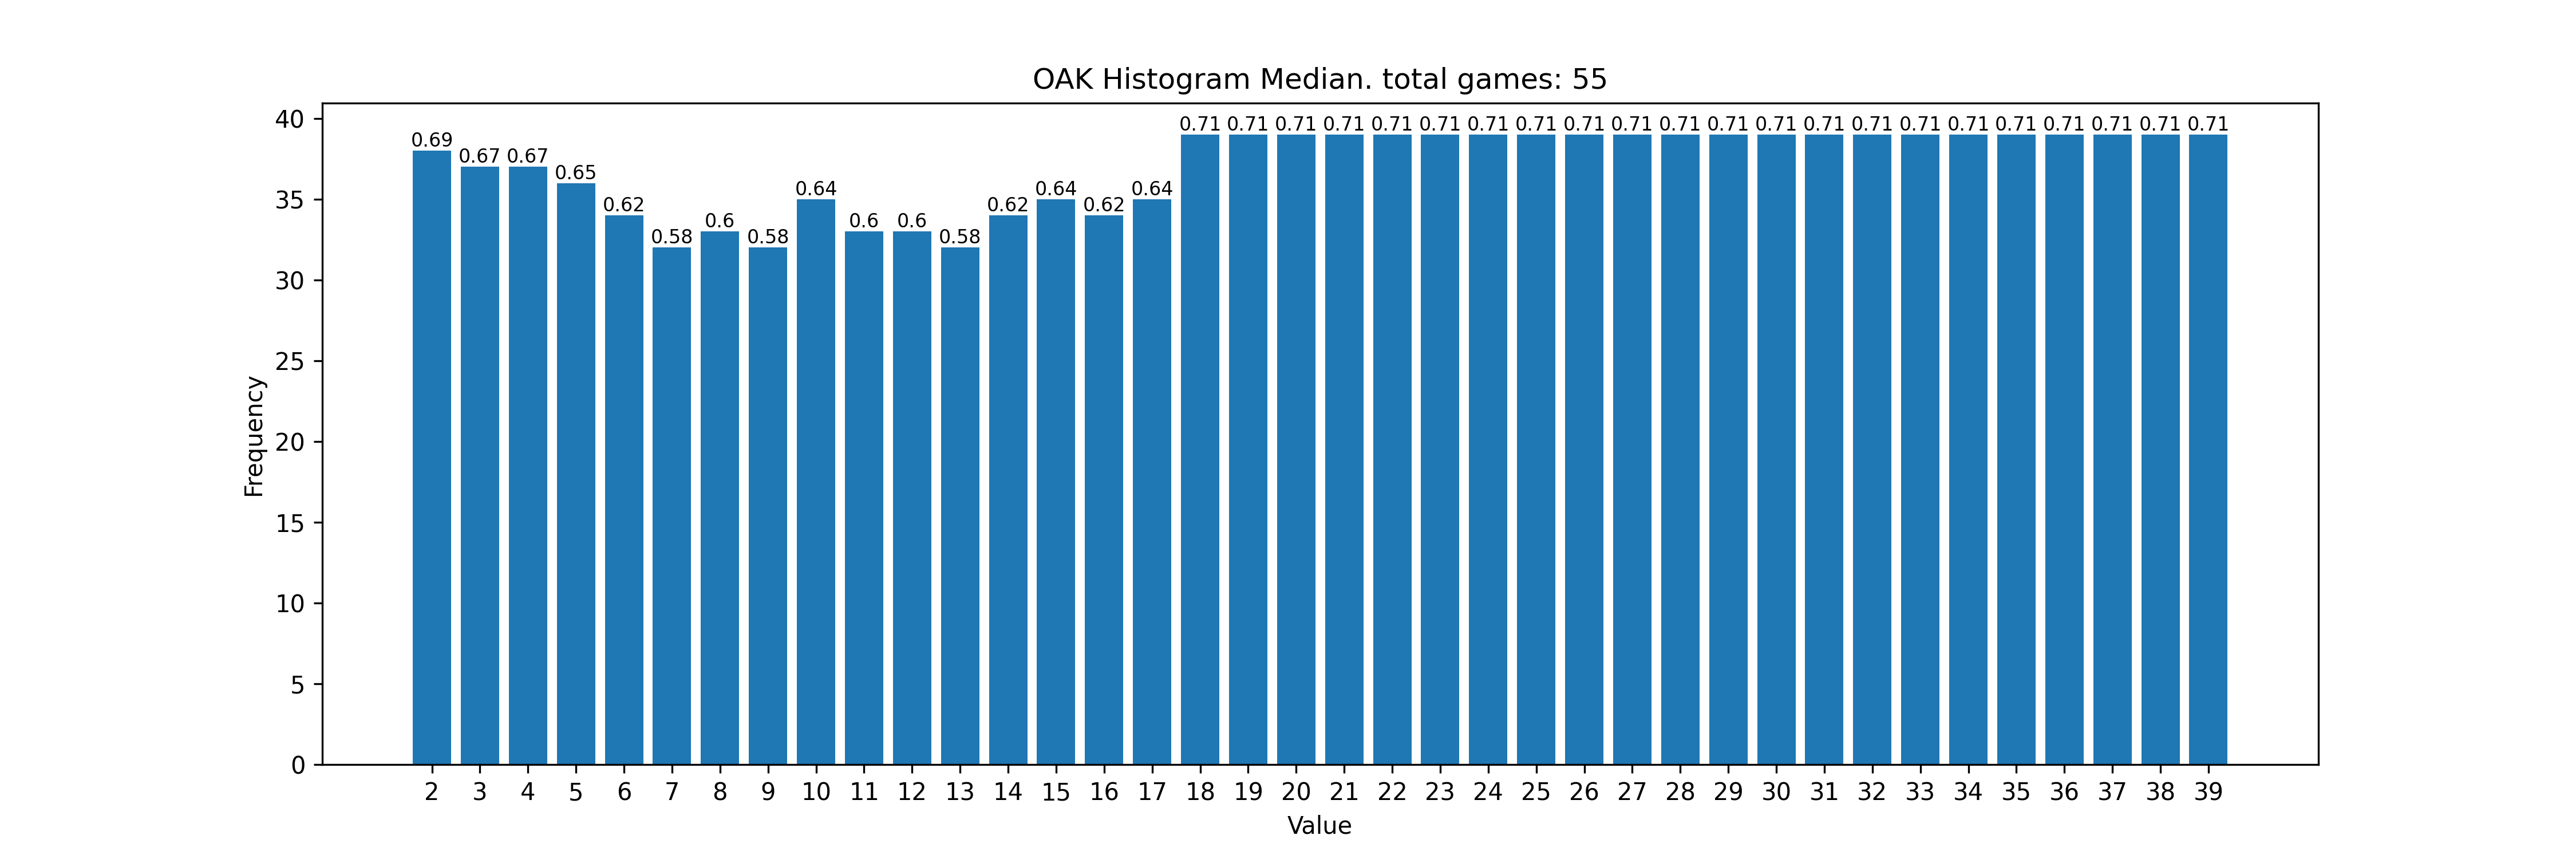 OAK Histogram Median. total games: 55
0.69 0.67 0.67 0.65 0.62 0.58 0.6 0.58 0.64 0.6 0.6 0.58 0.62 0.64 0.62 0.64 0.71 0.71 0.71 0.71 0.71 0.71 0.71 0.71 0.71 0.71 0.71 0.71 0.71 0.71 0.71 0.71 0.71 0.71 0.71 0.71 0.71 0.71
40
35
30
25
20
15
10
5
0
Frequency
2 3 4 5 6 7 8 9 10 11 12 13 14 15 16 17 18 19 20 21 22 23 24 25 26 27 28 29 30 31 32 33 34 35 36 37 38 39
Value